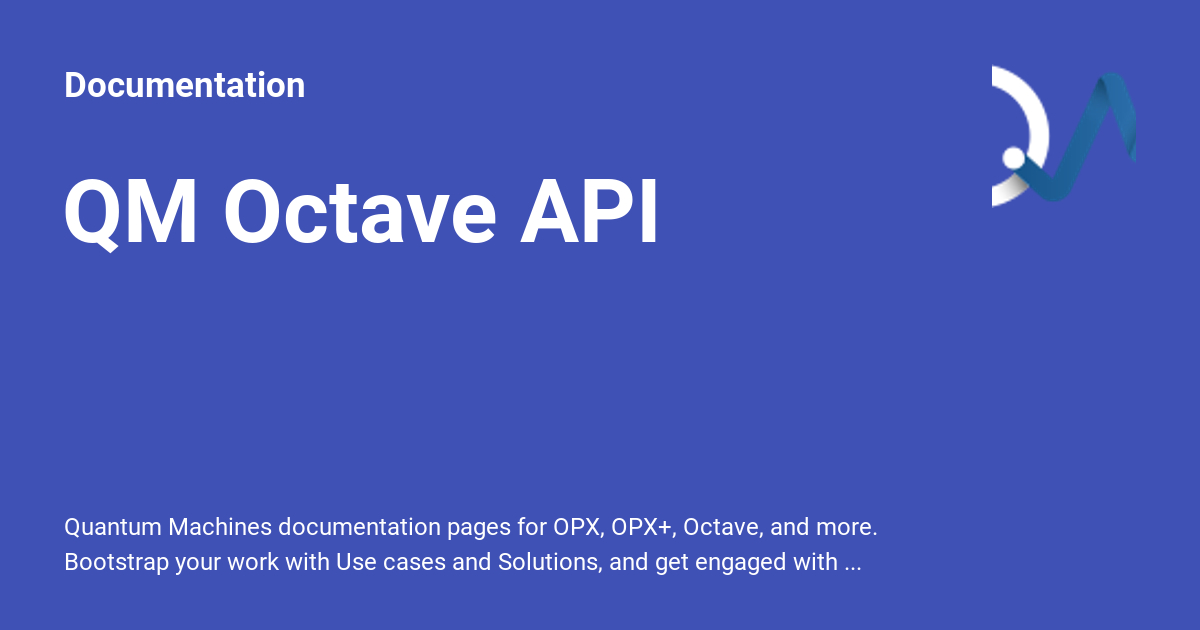 Documentation
QM Octave API
Quantum Machines documentation pages for OPX, OPX+, Octave, and more.
Bootstrap your work with Use cases and Solutions, and get engaged with ...